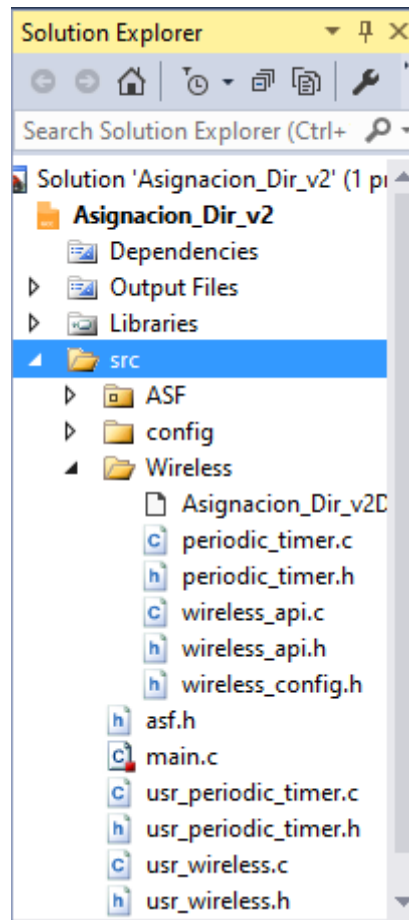 Solution Explorer
Search Solution Explorer (Ctrl+
Solution 'Asignacion_Dir_v2' (1 pr
Asignacion_Dir_v2
Dependencies
Output Files
Libraries
src
ASF
config
Wireless
Asignacion_Dir_v2D
periodic_timer.c
periodic_timer.h
wireless_api.c
wireless_api.h
wireless_config.h
asf.h
main.c
usr_periodic_timer.c
usr_periodic_timer.h
usr_wireless.c
usr_wireless.h